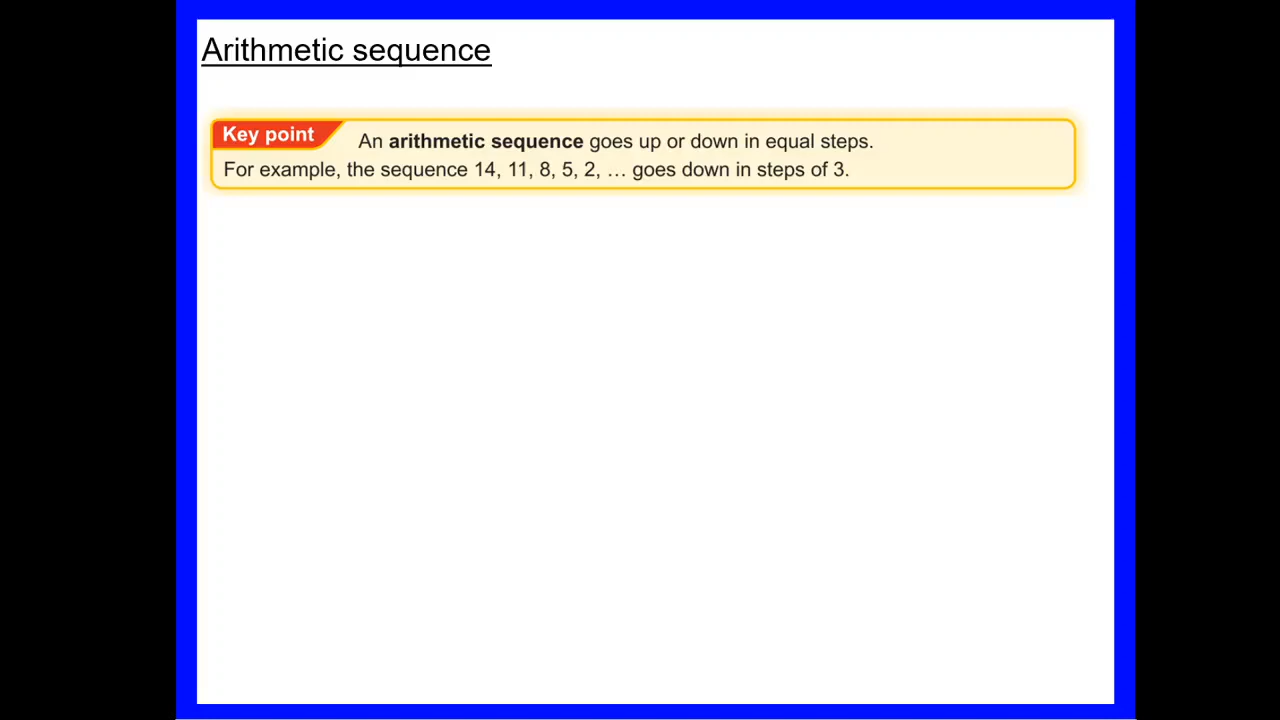 Arithmetic sequence
Key point An arithmetic sequence goes up or down in equal steps.
For example, the sequence 14, 11, 8, 5, 2, … goes down in steps of 3.